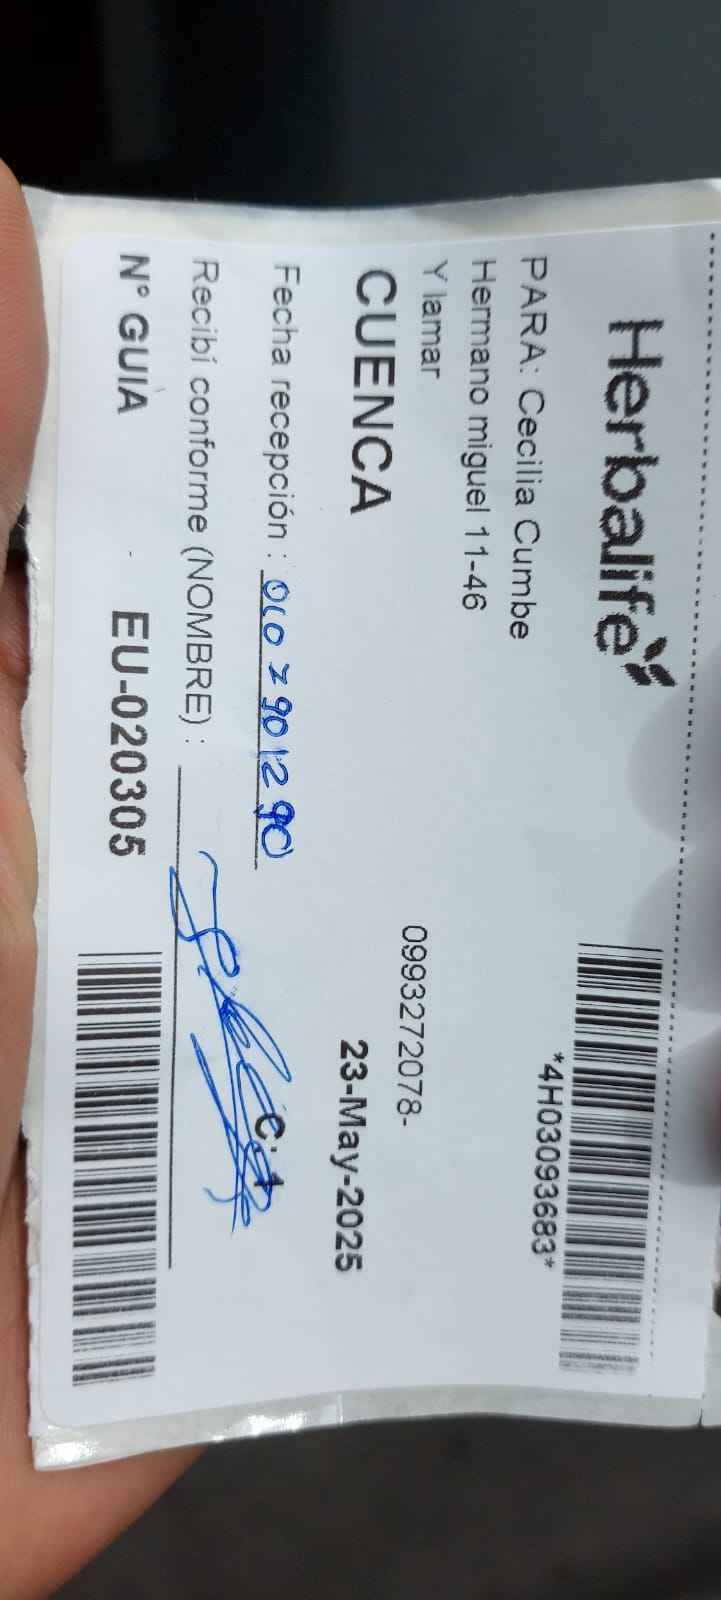 Herbalife
*4H03093683*
PARA: Cecilia Cumbe
Hermano miguel 11-46
Y lamar
0993272078-
CUENCA
23-May-2025
Fecha recepción :
Recibí conforme (NOMBRE) :
C. 1
N° GUIA
EU-020305